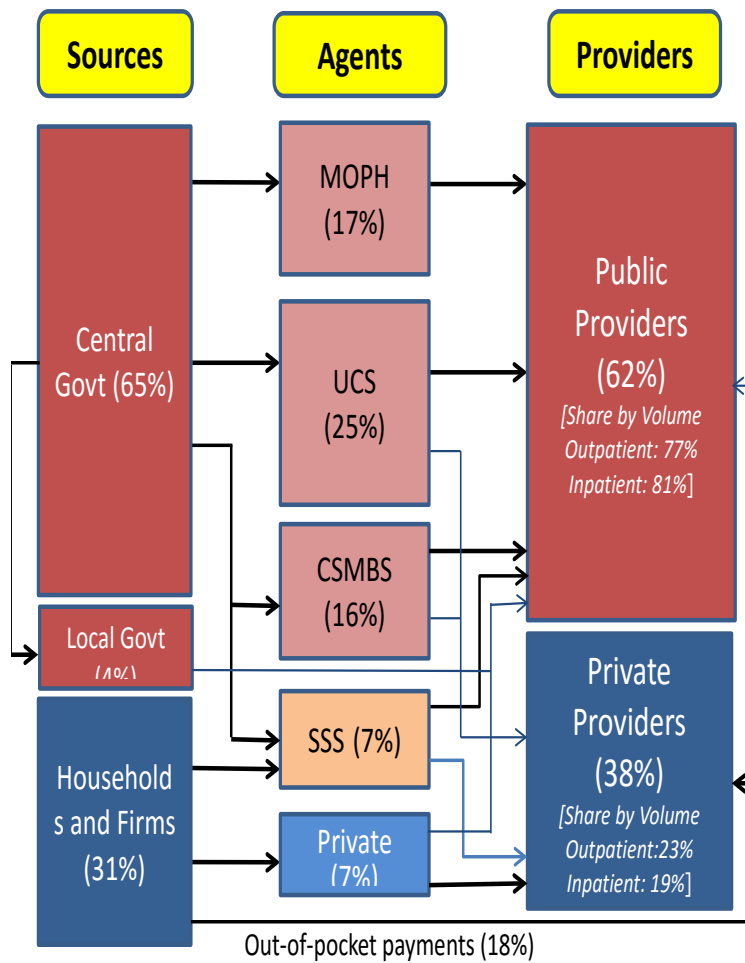 Sources
Agents
Providers
Central
Govt (65%)
Local Govt
(4%)
Household
s and Firms
(31%)
MOPH
(17%)
UCS
(25%)
CSMBS
(16%)
SSS (7%)
Private
(7%)
Public
Providers
(62%)
[Share by Volume
Outpatient: 77%
Inpatient: 81%]
Private
Providers
(38%)
[Share by Volume
Outpatient:23%
Inpatient: 19%]
Out-of-pocket payments (18%)